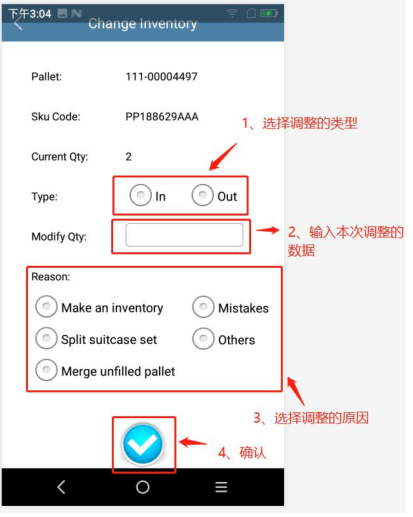 下午3:04
Change Inventory
Pallet: 111-00004497
Sku Code: PP188629AAA
1、选择调整的类型
Current Qty: 2
Type: In Out
Modify Qty:
2、输入本次调整的
数据
Reason:
Make an inventory Mistakes
Split suitcase set Others
Merge unfilled pallet
3、选择调整的原因
4、确认